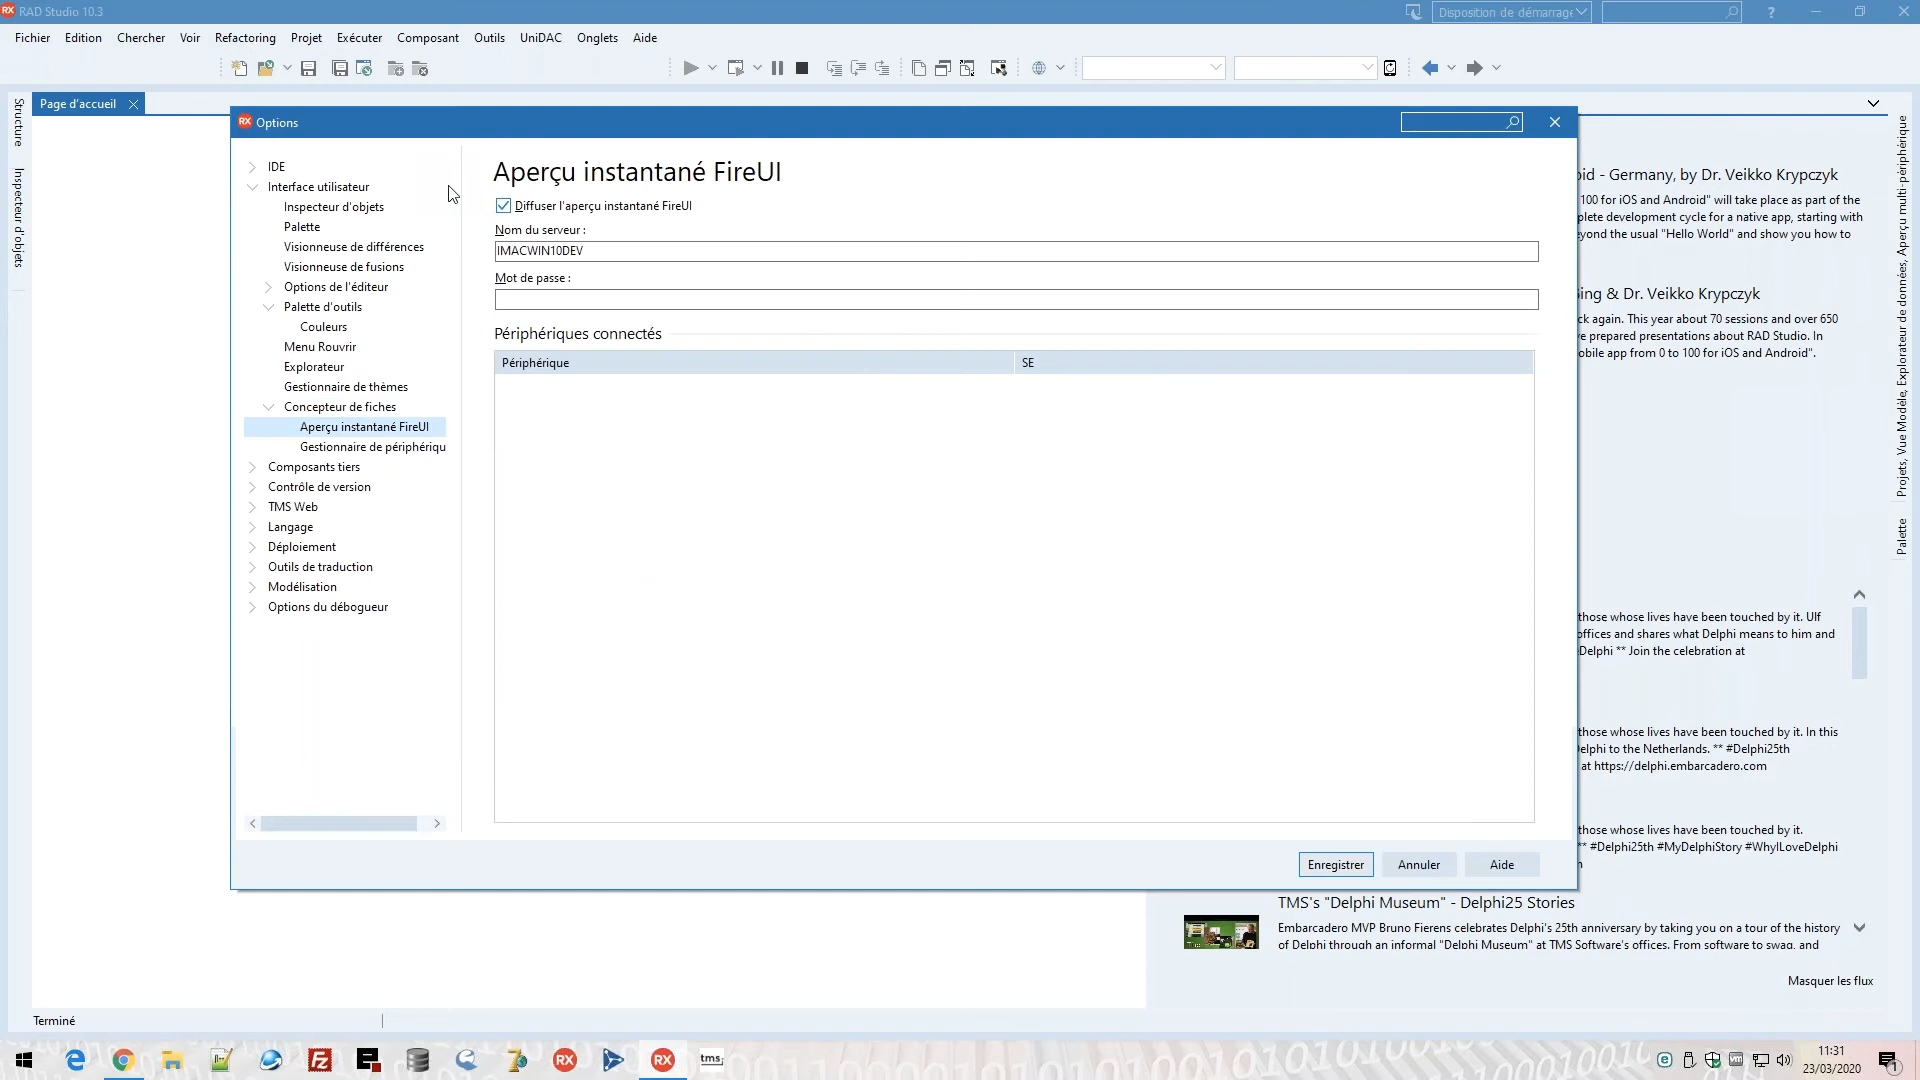 RX RAD Studio 10.3
Disposition de démarrage
?
Fichier Edition Chercher Voir Refactoring Projet Exécuter Composant Outils UniDAC Onglets Aide
Structure
Inspecteur d'objets
Page d'accueil
RX Options
IDE
Interface utilisateur
Inspecteur d'objets
Palette
Visionneuse de différences
Visionneuse de fusions
Options de l'éditeur
Palette d'outils
Couleurs
Menu Rouvrir
Explorateur
Gestionnaire de thèmes
Concepteur de fiches
Aperçu instantané FireUI
Gestionnaire de périphériqu
Composants tiers
Contrôle de version
TMS Web
Langage
Déploiement
Outils de traduction
Modélisation
Options du débogueur
Aperçu instantané FireUI
Diffuser l'aperçu instantané FireUI
Nom du serveur :
IMACWIN10DEV
Mot de passe :
Périphériques connectés
Périphérique SE
Enregistrer Annuler Aide
- Germany, by Dr. Veikko Krypczyk
100 for iOS and Android" will take place as part of the
plete development cycle for a native app, starting with
eyond the usual "Hello World" and show you how to
& Dr. Veikko Krypczyk
ck again. This year about 70 sessions and over 650
e prepared presentations about RAD Studio. In
obile app from 0 to 100 for iOS and Android".
those whose lives have been touched by it. Ulf
offices and shares what Delphi means to him and
Delphi ** Join the celebration at
those whose lives have been touched by it. In this
elphi to the Netherlands. ** #Delphi25th
at https://delphi.embarcadero.com
those whose lives have been touched by it.
** #Delphi25th #MyDelphiStory #WhyILoveDelphi
TMS's "Delphi Museum" - Delphi25 Stories
Embarcadero MVP Bruno Fierens celebrates Delphi's 25th anniversary by taking you on a tour of the history
of Delphi through an informal "Delphi Museum" at TMS Software's offices. From software to swag, and
Masquer les flux
Projets, Vue Modèle, Explorateur de données, Aperçu multi-périphérique
Palette
Terminé
RX RX tms
11:31
23/03/2020
1